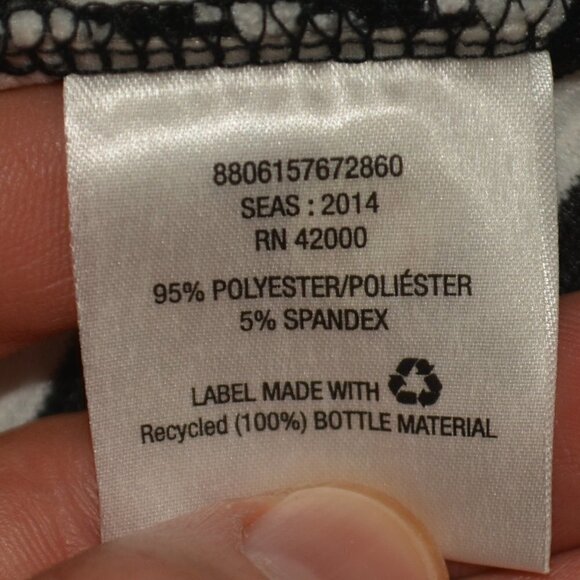 8806157672860
SEAS : 2014
RN 42000
95% POLYESTER/POLIÉSTER
5% SPANDEX
LABEL MADE WITH
Recycled (100%) BOTTLE MATERIAL